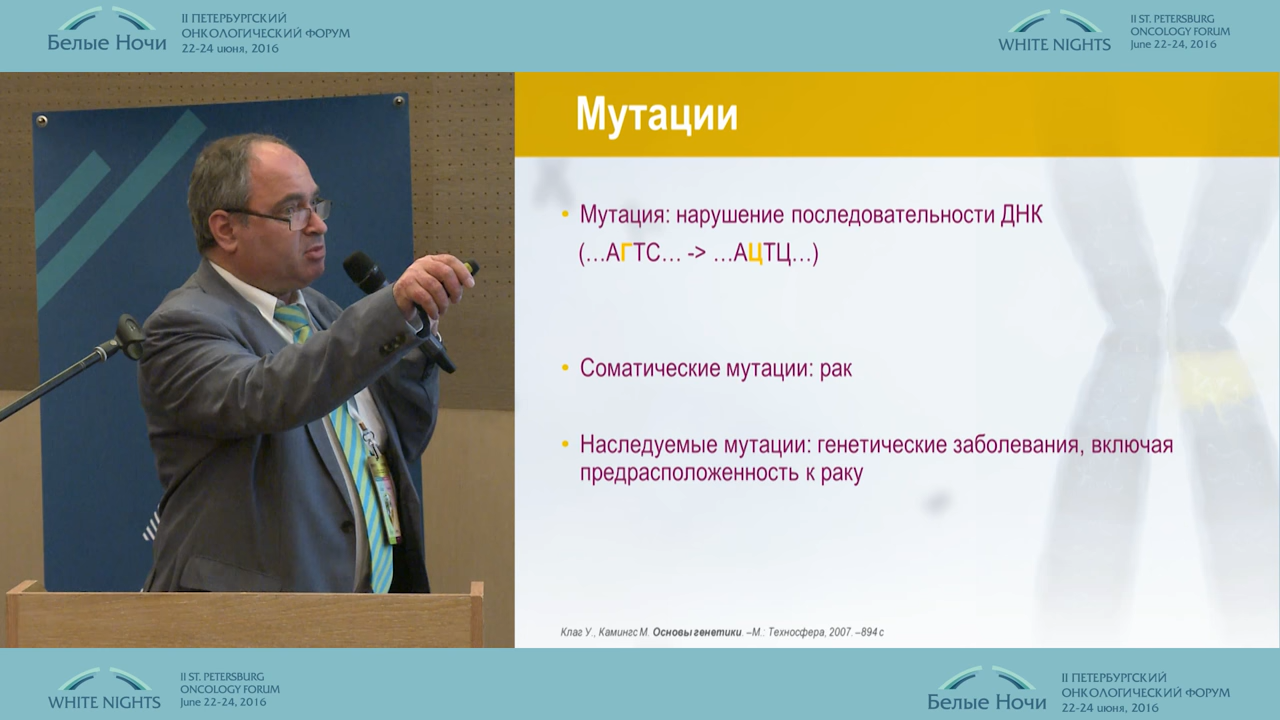 Белые Ночи
II ПЕТЕРБУРГСКИЙ
ОНКОЛОГИЧЕСКИЙ ФОРУМ
22-24 июня, 2016
WHITE NIGHTS
II ST. PETERSBURG
ONCOLOGY FORUM
June 22-24, 2016
Мутации
• Мутация: нарушение последовательности ДНК
(…АГТС… -> …АЦТЦ…)
• Соматические мутации: рак
• Наследуемые мутации: генетические заболевания, включая
предрасположенность к раку
Клаг У., Камингс М. Основы генетики. –М.: Техносфера, 2007. –894 с
WHITE NIGHTS
II ST. PETERSBURG
ONCOLOGY FORUM
June 22-24, 2016
Белые Ночи
II ПЕТЕРБУРГСКИЙ
ОНКОЛОГИЧЕСКИЙ ФОРУМ
22-24 июня, 2016